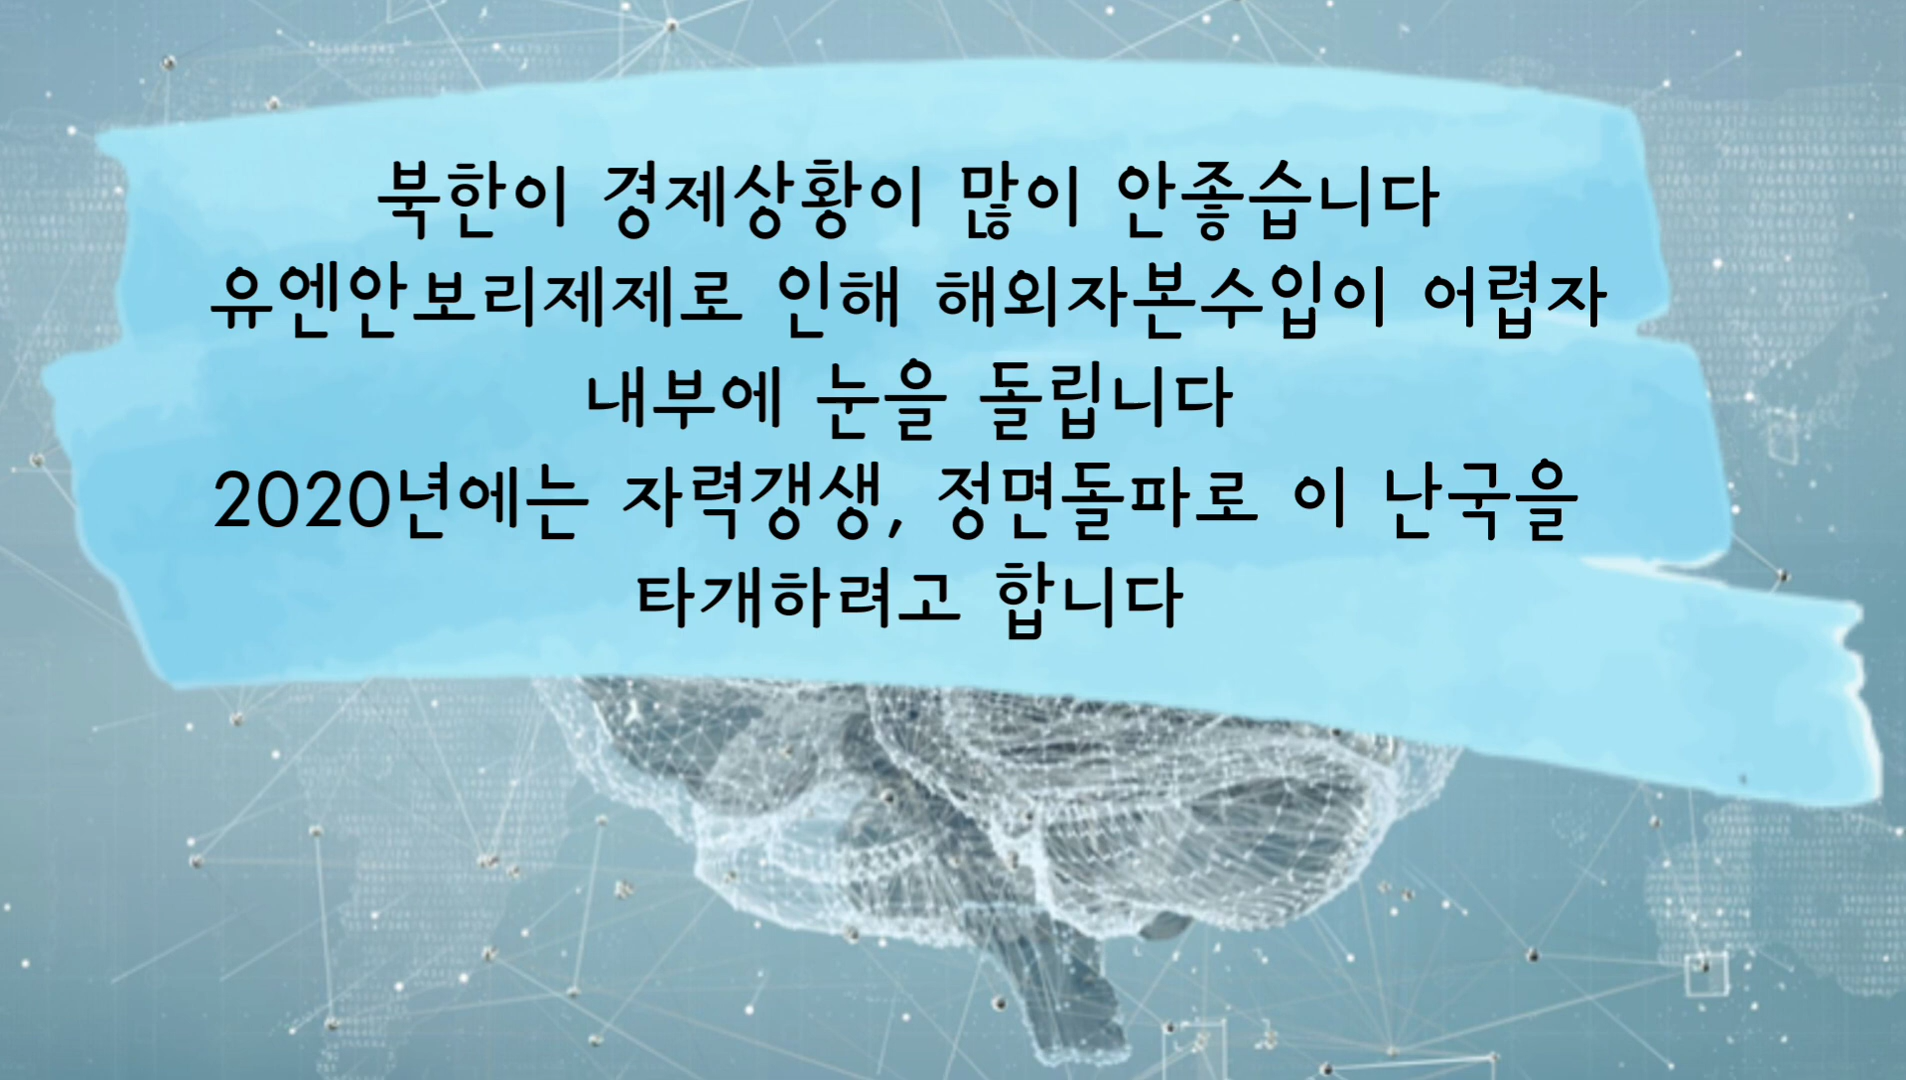 북한이 경제상황이 많이 안좋습니다
유엔안보리제제로 인해 해외자본수입이 어렵자
내부에 눈을 돌립니다
2020년에는 자력갱생, 정면돌파로 이 난국을
타개하려고 합니다